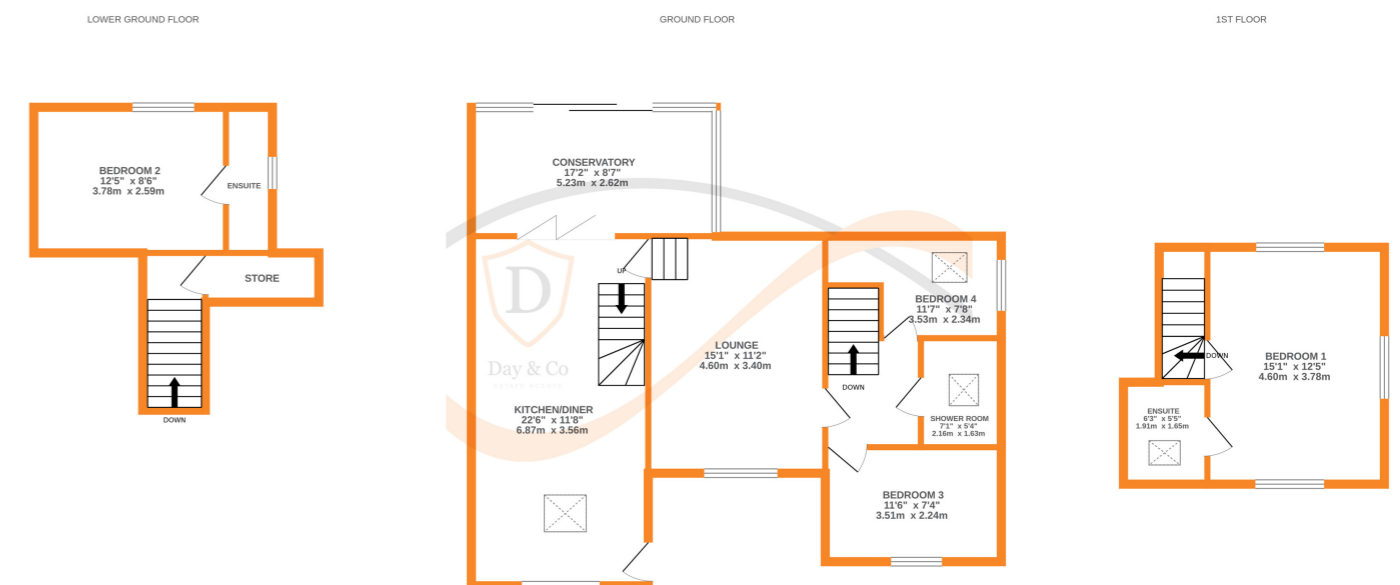 LOWER GROUND FLOOR
BEDROOM 2
12'5" x 8'6"
3.78m x 2.59m
ENSUITE
STORE
DOWN
GROUND FLOOR
CONSERVATORY
17'2" x 8'7"
5.23m x 2.62m
UP
D
Day & Co
ESTATE AGENTS
KITCHEN/DINER
22'6" x 11'8"
6.87m x 3.56m
LOUNGE
15'1" x 11'2"
4.60m x 3.40m
BEDROOM 4
11'7" x 7'8"
3.53m x 2.34m
DOWN
SHOWER ROOM
7'1" x 5'4"
2.16m x 1.63m
BEDROOM 3
11'6" x 7'4"
3.51m x 2.24m
1ST FLOOR
DOWN
BEDROOM 1
15'1" x 12'5"
4.60m x 3.78m
ENSUITE
6'3" x 5'5"
1.91m x 1.65m